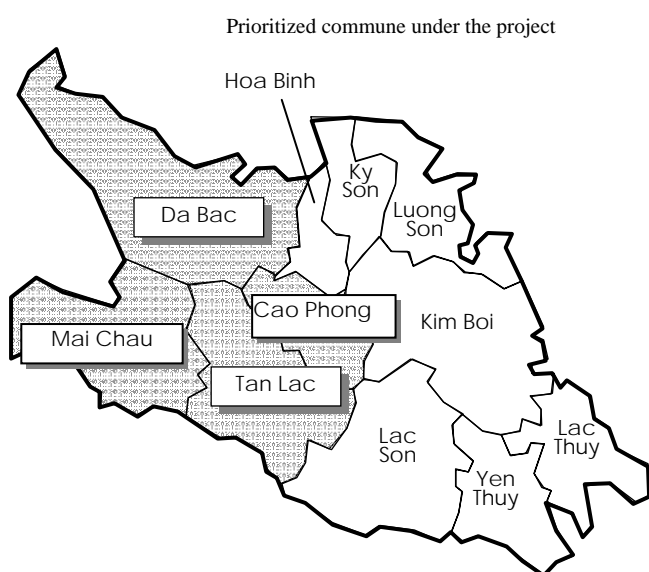 Prioritized commune under the project
Hoa Binh
Ky
Son
Da Bac
Luong
Son
Cao Phong
Kim Boi
Mai Chau
Tan Lac
Lac
Son
Lac
Thuy
Yen
Thuy